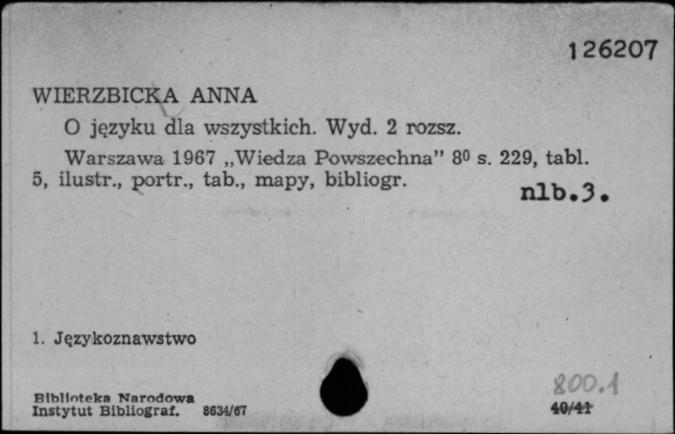 126207
WIERZBICKA ANNA
O języku dla wszystkich. Wyd. 2 rozsz.
Warszawa 1967 „Wiedza Powszechna” 8⁰ s. 229, tabl.
5, ilustr., portr., tab., mapy, bibliogr.
nlb.3.
1. Językoznawstwo
800.1
Biblioteka Narodowa
Instytut Bibliograf. 8634/67
40/41